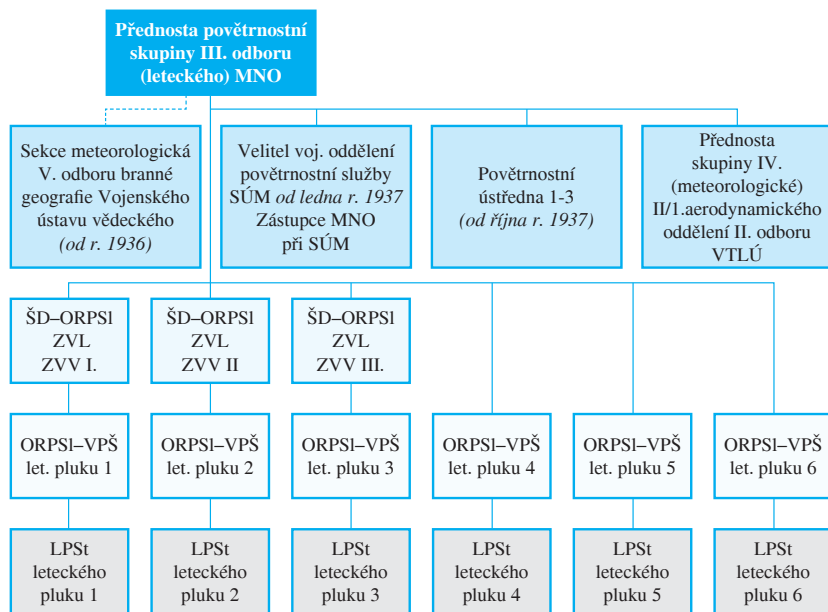 Přednosta povětrnostní
skupiny III. odboru
(leteckého) MNO
Sekce meteorologická
V. odboru branné
geografie Vojenského
ústavu vědeckého
(od r. 1936)
Velitel voj. oddělení
povětrnostní služby
SÚM od ledna r. 1937
Zástupce MNO
při SÚM
Povětrnostní
ústředna 1-3
(od října r. 1937)
Přednosta
skupiny IV.
(meteorologické)
II/1.aerodynamického
oddělení II. odboru
VTLÚ
ŠD–ORPSl
ZVL
ZVV I.
ŠD–ORPSl
ZVL
ZVV II
ŠD–ORPSl
ZVL
ZVV III.
ORPSl–VPŠ
let. pluku 1
ORPSl–VPŠ
let. pluku 2
ORPSl–VPŠ
let. pluku 3
ORPSl–VPŠ
let. pluku 4
ORPSl–VPŠ
let. pluku 5
ORPSl–VPŠ
let. pluku 6
LPSt
leteckého
pluku 1
LPSt
leteckého
pluku 2
LPSt
leteckého
pluku 3
LPSt
leteckého
pluku 4
LPSt
leteckého
pluku 5
LPSt
leteckého
pluku 6